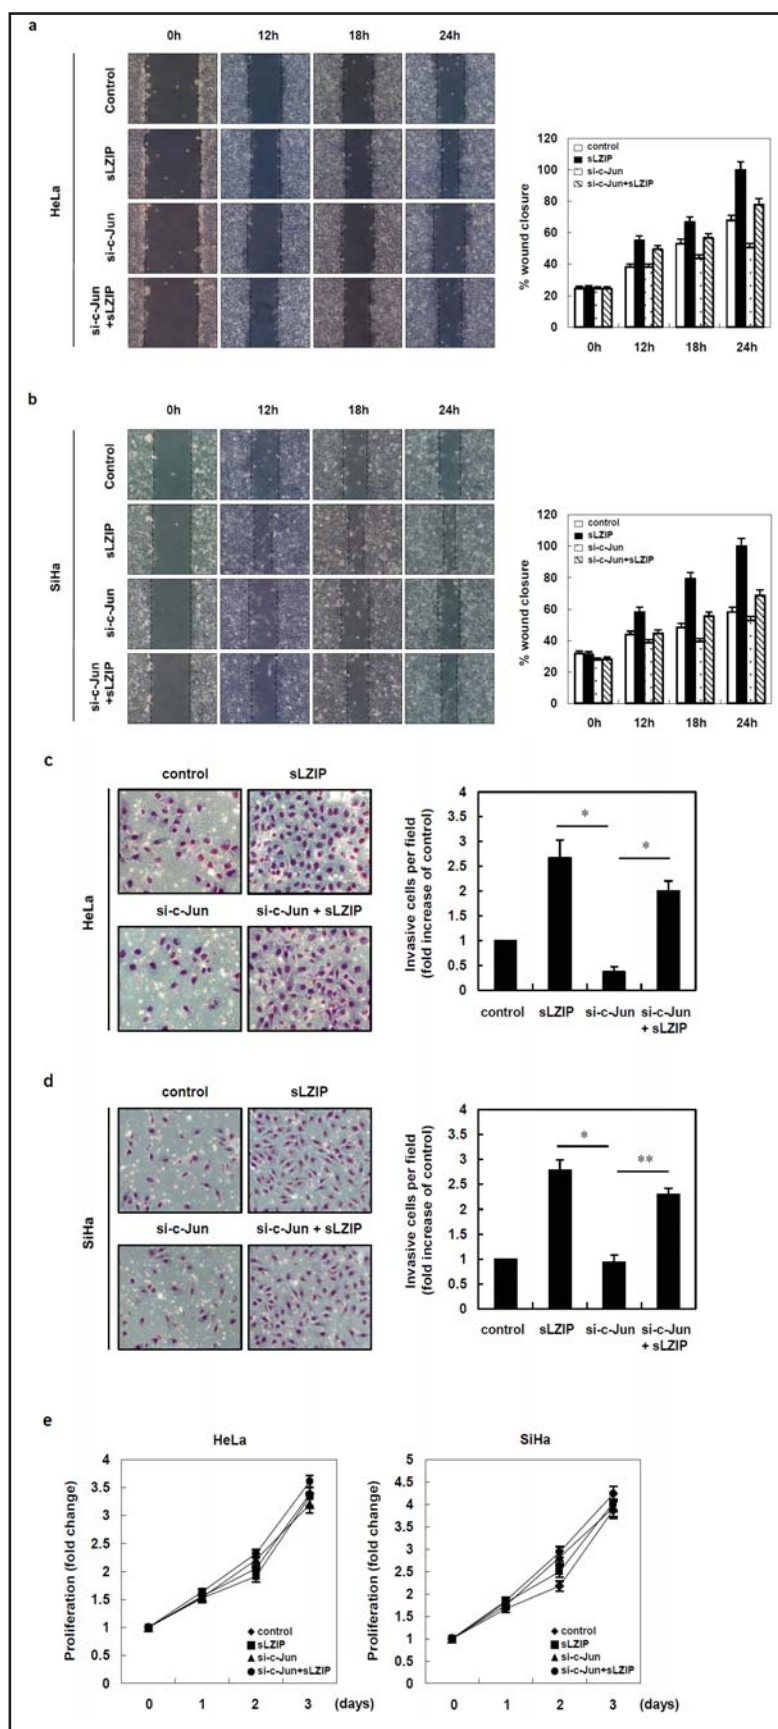 a
0h 12h 18h 24h
HeLa
Control
sLZIP
si-c-Jun
si-c-Jun
+sLZIP
% wound closure
120
100
80
60
40
20
0
control
sLZIP
si-c-Jun
si-c-Jun+sLZIP
0h 12h 18h 24h
b
0h 12h 18h 24h
SiHa
Control
sLZIP
si-c-Jun
si-c-Jun
+sLZIP
% wound closure
120
100
80
60
40
20
0
control
sLZIP
si-c-Jun
si-c-Jun+sLZIP
0h 12h 18h 24h
c
control sLZIP
si-c-Jun si-c-Jun + sLZIP
HeLa
Invasive cells per field
(fold increase of control)
4
3.5
3
2.5
2
1.5
1
0.5
0
* *
control sLZIP si-c-Jun si-c-Jun
+ sLZIP
d
control sLZIP
si-c-Jun si-c-Jun + sLZIP
SiHa
Invasive cells per field
(fold increase of control)
4
3.5
3
2.5
2
1.5
1
0.5
0
* **
control sLZIP si-c-Jun si-c-Jun
+ sLZIP
e
HeLa
Proliferation (fold change)
4
3.5
3
2.5
2
1.5
1
0.5
0
control
sLZIP
si-c-Jun
si-c-Jun+sLZIP
0 1 2 3 (days)
SiHa
Proliferation (fold change)
5
4.5
4
3.5
3
2.5
2
1.5
1
0.5
0
control
sLZIP
si-c-Jun
si-c-Jun+sLZIP
0 1 2 3 (days)